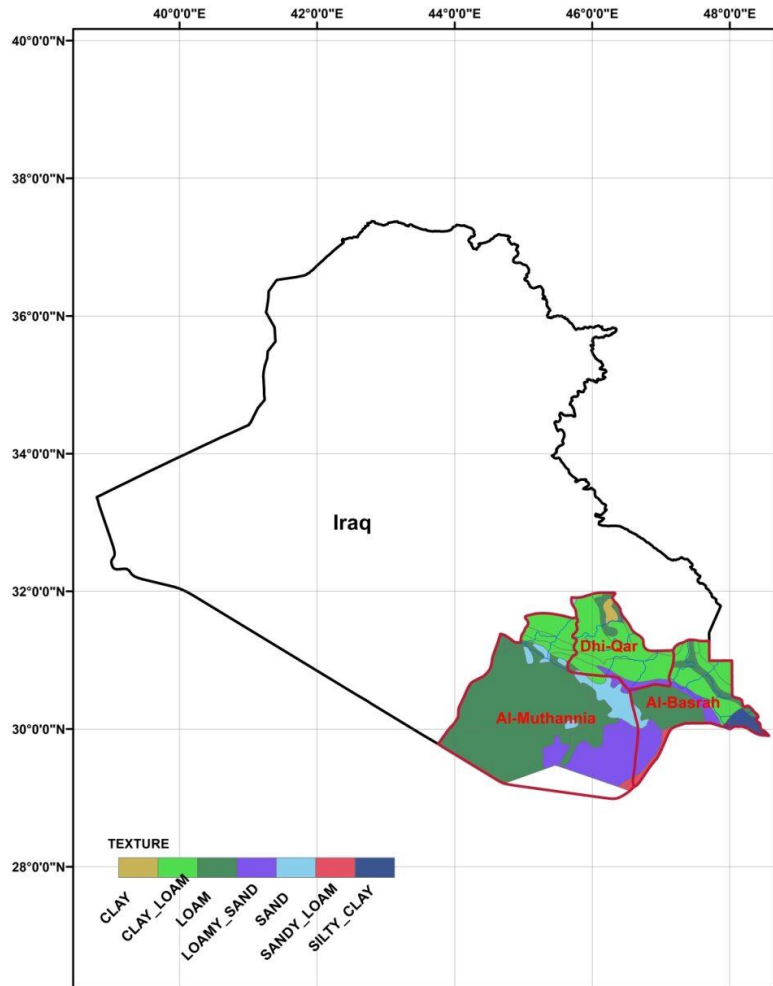 40°0'0"E 42°0'0"E 44°0'0"E 46°0'0"E 48°0'0"E
40°0'0"N
38°0'0"N
36°0'0"N
34°0'0"N
Iraq
32°0'0"N
Dhi-Qar
Al-Basrah
Al-Muthannia
30°0'0"N
TEXTURE
28°0'0"N
CLAY
CLAY_LOAM
LOAM
LOAMY_SAND
SAND
SANDY_LOAM
SILTY_CLAY